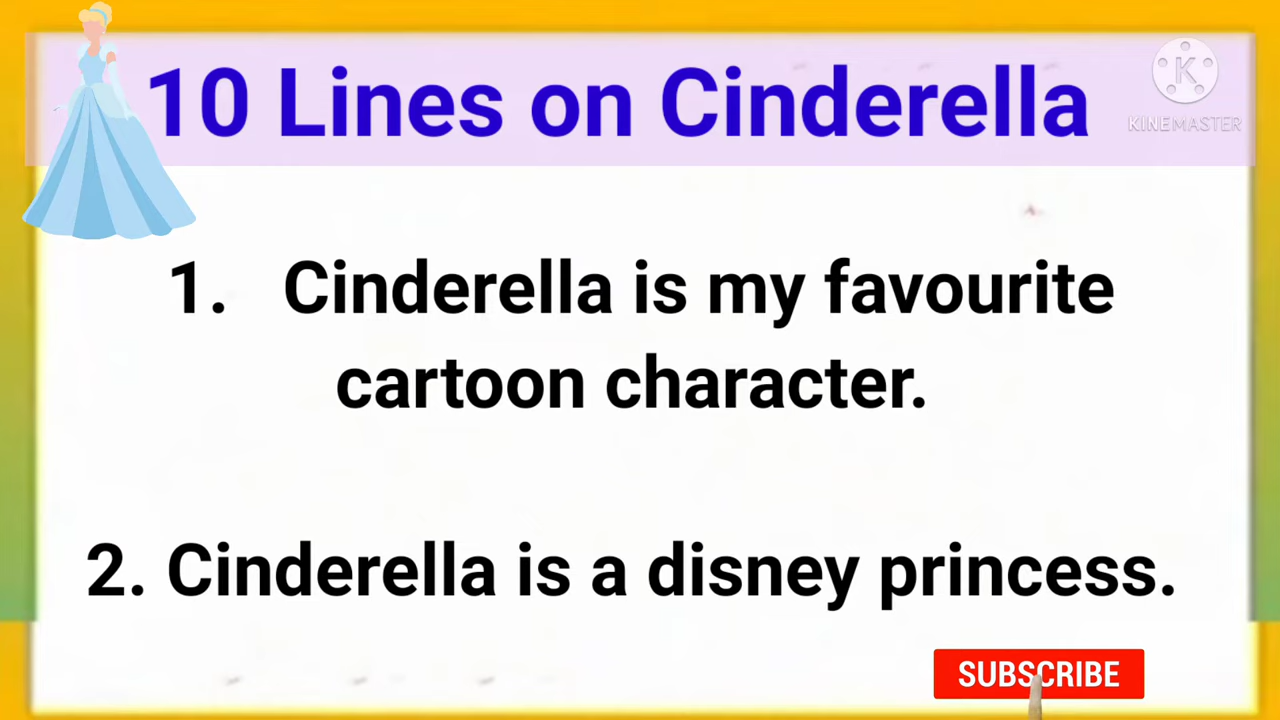 10 Lines on Cinderella
K
KINEMASTER
1. Cinderella is my favourite
cartoon character.
2. Cinderella is a disney princess.
SUBSCRIBE